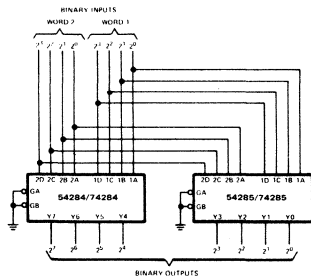 BINARY INPUTS
WORD 2 WORD 1
2³ 2² 2¹ 2⁰ 2³ 2² 2¹ 2⁰
2D 2C 2B 2A 1D 1C 1B 1A 2D 2C 2B 2A 1D 1C 1B 1A
GA 54284/74284 GA 54285/74285
GB GB
Y7 Y6 Y5 Y4 Y3 Y2 Y1 Y0
2⁷ 2⁶ 2⁵ 2⁴ 2³ 2² 2¹ 2⁰
BINARY OUTPUTS